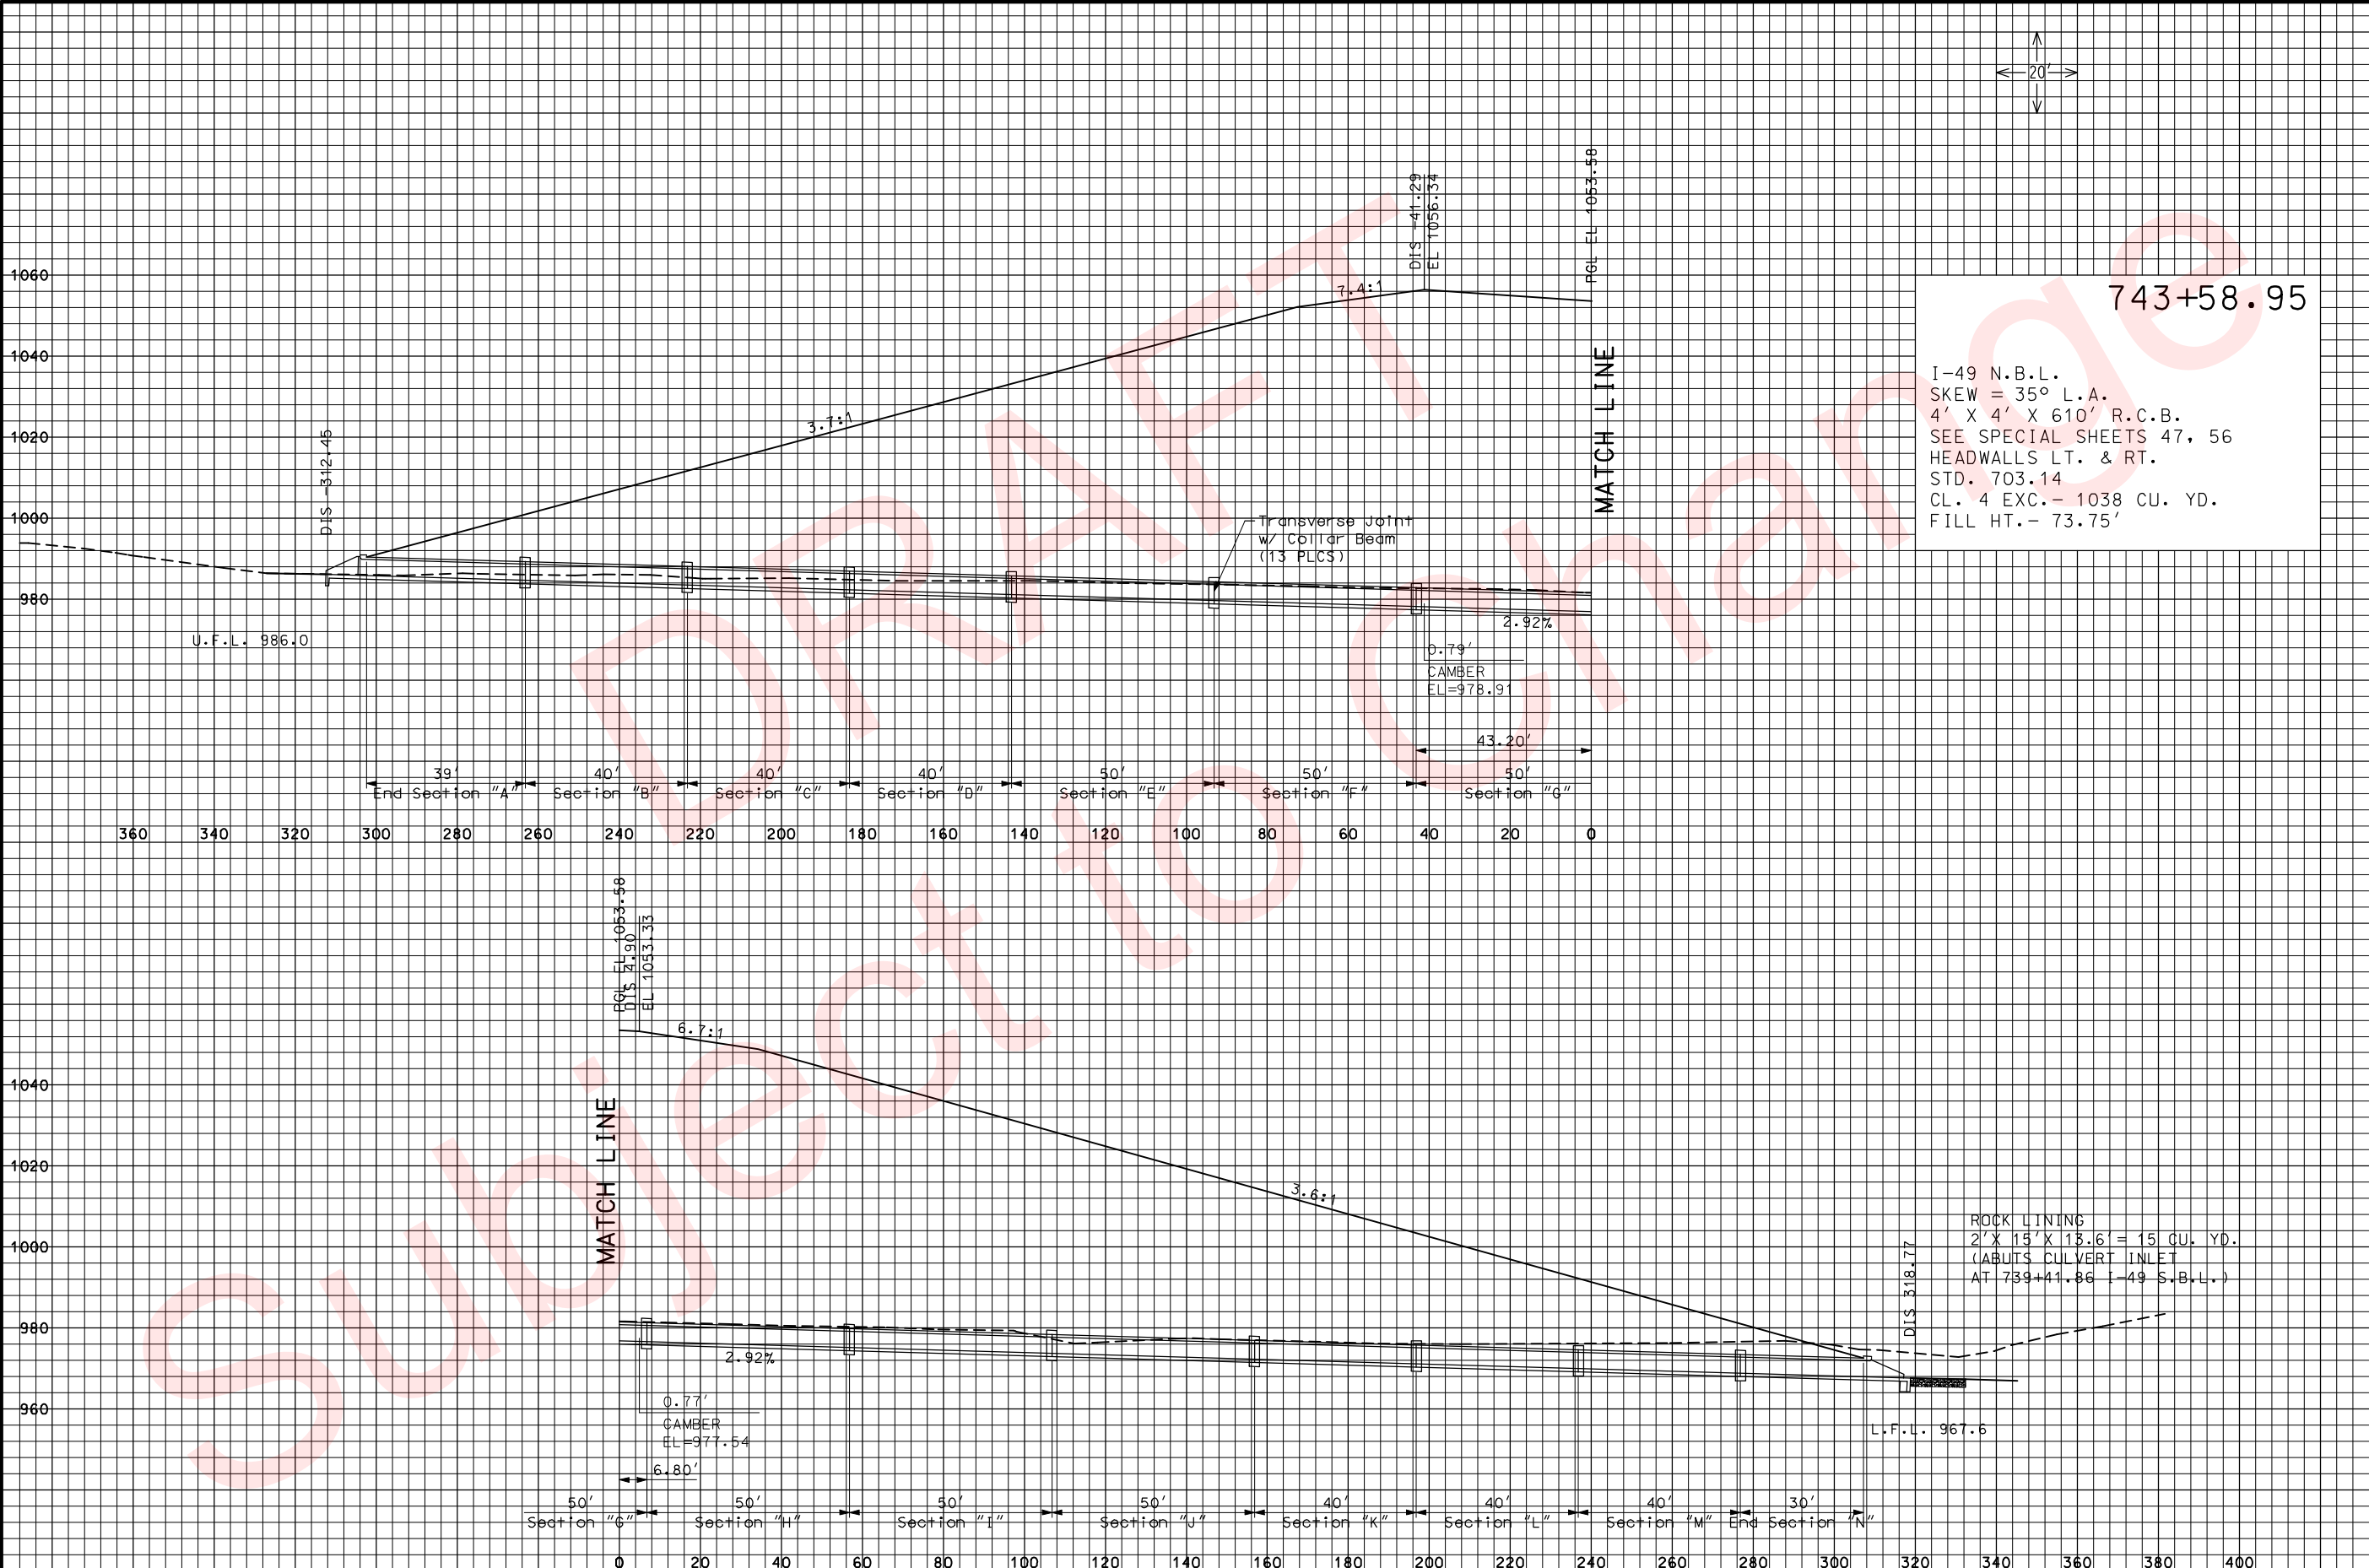 20'
PGL EL 1053.58
DIS -41.29
EL 1056.34
1060
7.4:1
743+58.95
1040
MATCH LINE
I-49 N.B.L.
SKEW = 35° L.A.
4' X 4' X 610' R.C.B.
SEE SPECIAL SHEETS 47, 56
HEADWALLS LT. & RT.
STD. 703.14
CL. 4 EXC.- 1038 CU. YD.
FILL HT.- 73.75'
3.7:1
1020
DIS -312.45
1000
Transverse Joint
w/ Collar Beam
(13 PLCS)
980
2.92%
U.F.L. 986.0
0.79'
CAMBER
EL=978.91
43.20'
39' 40' 40' 40' 50' 50' 50'
End Section "A" Section "B" Section "C" Section "D" Section "E" Section "F" Section "G"
360 340 320 300 280 260 240 220 200 180 160 140 120 100 80 60 40 20 0
PGL EL 1053.58
DIS 4.90
EL 1053.33
6.7:1
1040
MATCH LINE
1020
3.6:1
1000
ROCK LINING
2'X 15'X 13.6'= 15 CU. YD.
(ABUTS CULVERT INLET
AT 739+41.86 I-49 S.B.L.)
DIS 318.77
980
2.92%
960
0.77'
CAMBER
EL=977.54
L.F.L. 967.6
6.80'
50' 50' 50' 50' 40' 40' 40' 30'
Section "G" Section "H" Section "I" Section "J" Section "K" Section "L" Section "M" End Section "N"
0 20 40 60 80 100 120 140 160 180 200 220 240 260 280 300 320 340 360 380 400
DRAFT
Subject to Change